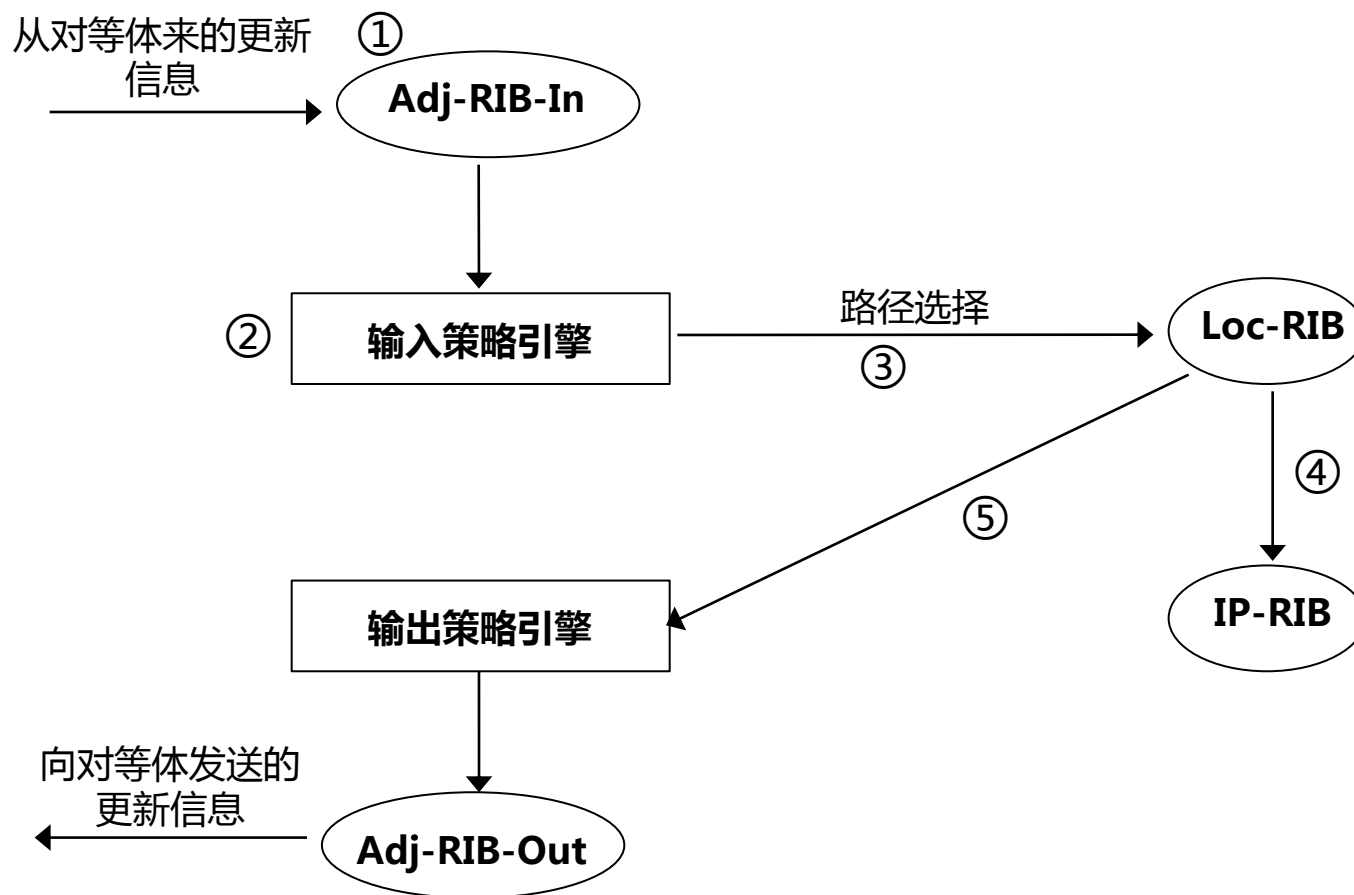 从对等体来的更新
信息
①
Adj-RIB-In
②
输入策略引擎
路径选择
③
Loc-RIB
④
⑤
输出策略引擎
IP-RIB
向对等体发送的
更新信息
Adj-RIB-Out